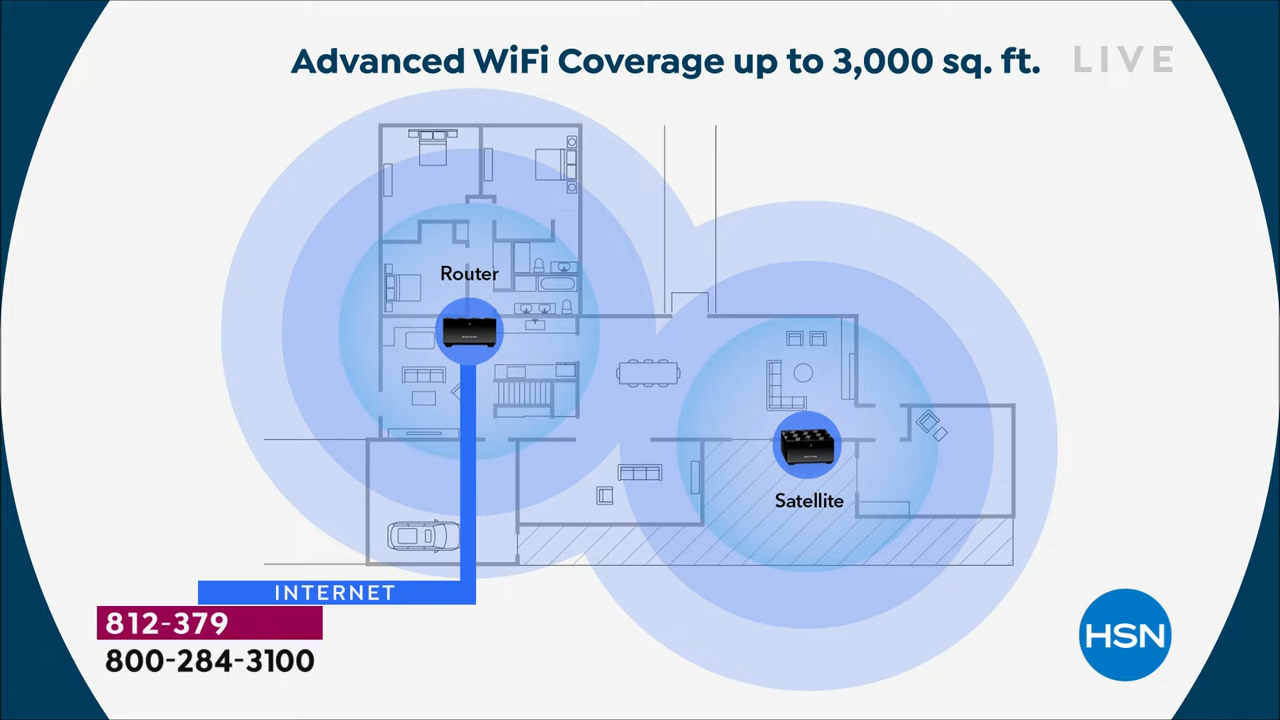 Advanced WiFi Coverage up to 3,000 sq. ft.
LIVE
Router
Satellite
INTERNET
812-379
800-284-3100
HSN